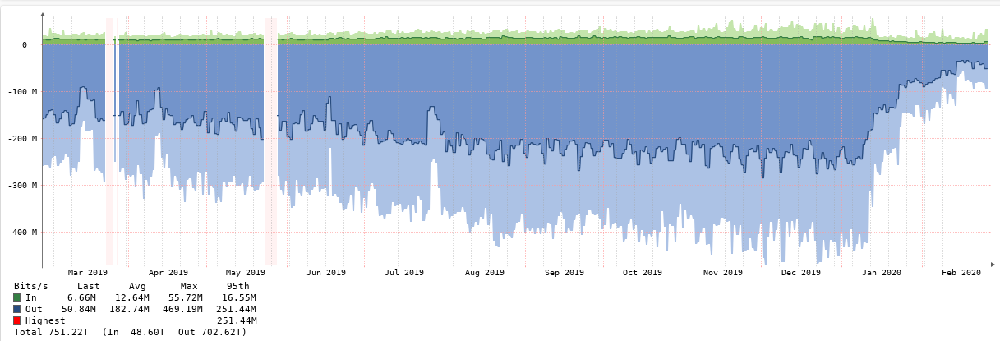 0
-100 M
-200 M
-300 M
-400 M
Mar 2019 Apr 2019 May 2019 Jun 2019 Jul 2019 Aug 2019 Sep 2019 Oct 2019 Nov 2019 Dec 2019 Jan 2020 Feb 2020
Bits/s Last Avg Max 95th
In 6.66M 12.64M 55.72M 16.55M
Out 50.84M 182.74M 469.19M 251.44M
Highest 251.44M
Total 751.22T (In 48.60T Out 702.62T)